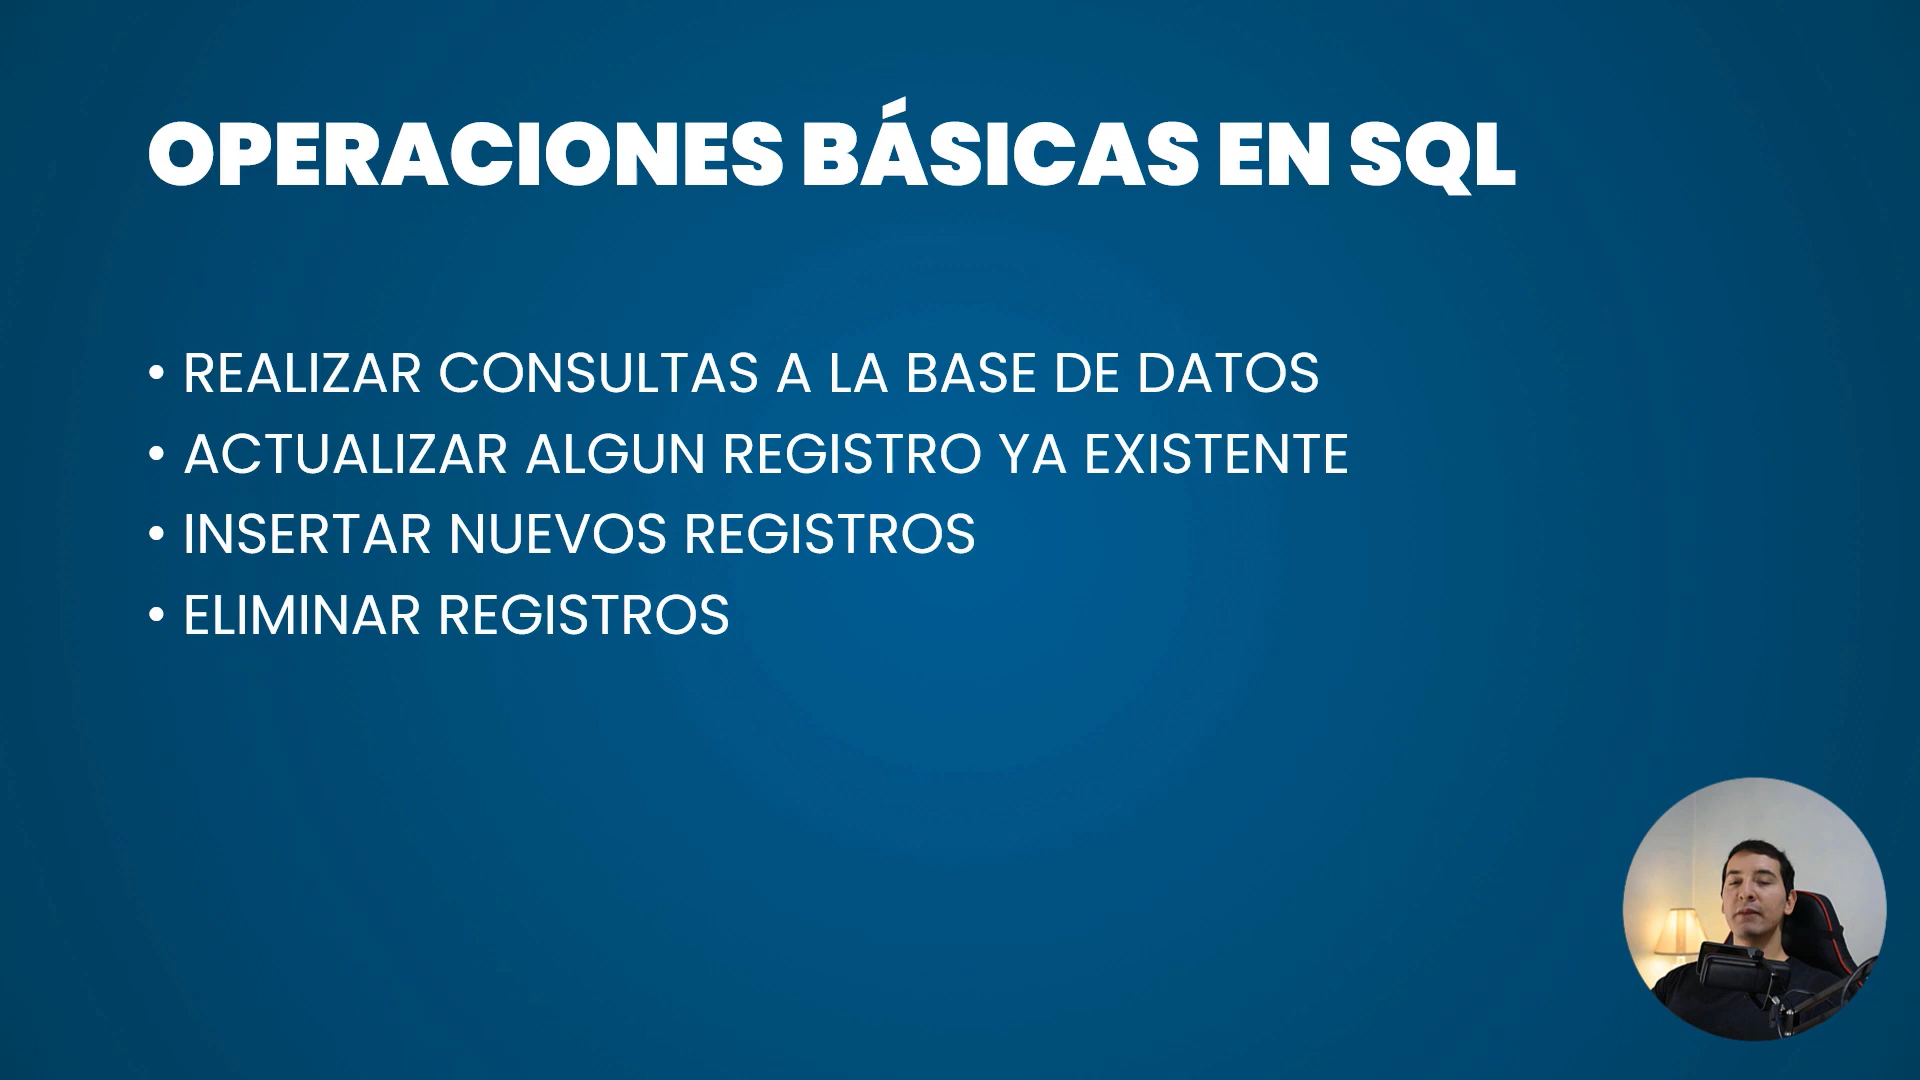 OPERACIONES BÁSICAS EN SQL
• REALIZAR CONSULTAS A LA BASE DE DATOS
• ACTUALIZAR ALGUN REGISTRO YA EXISTENTE
• INSERTAR NUEVOS REGISTROS
• ELIMINAR REGISTROS